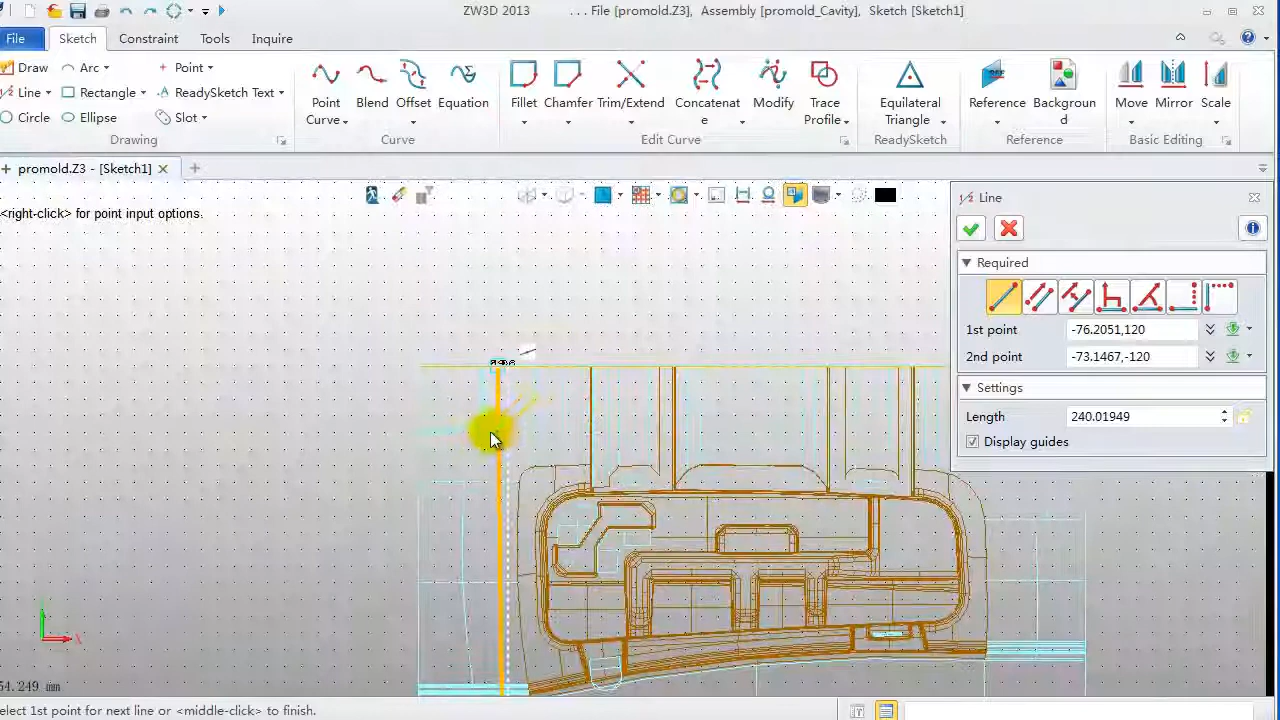 ZW3D 2013 ... File [promold.Z3], Assembly [promold_Cavity], Sketch [Sketch1]
File Sketch Constraint Tools Inquire
Draw Arc Point
Line Rectangle ReadySketch Text
Circle Ellipse Slot
Drawing
Point Curve Blend Offset Equation
Curve
Fillet Chamfer Trim/Extend Concatenat e Modify Trace Profile
Edit Curve
Equilateral Triangle
ReadySketch
Reference Backgroun d
Reference
Move Mirror Scale
Basic Editing
promold.Z3 - [Sketch1]
<right-click> for point input options.
Line
Required
1st point -76.2051,120
2nd point -73.1467,-120
Settings
Length 240.01949
Display guides
X
54.249 mm
elect 1st point for next line or <middle-click> to finish.